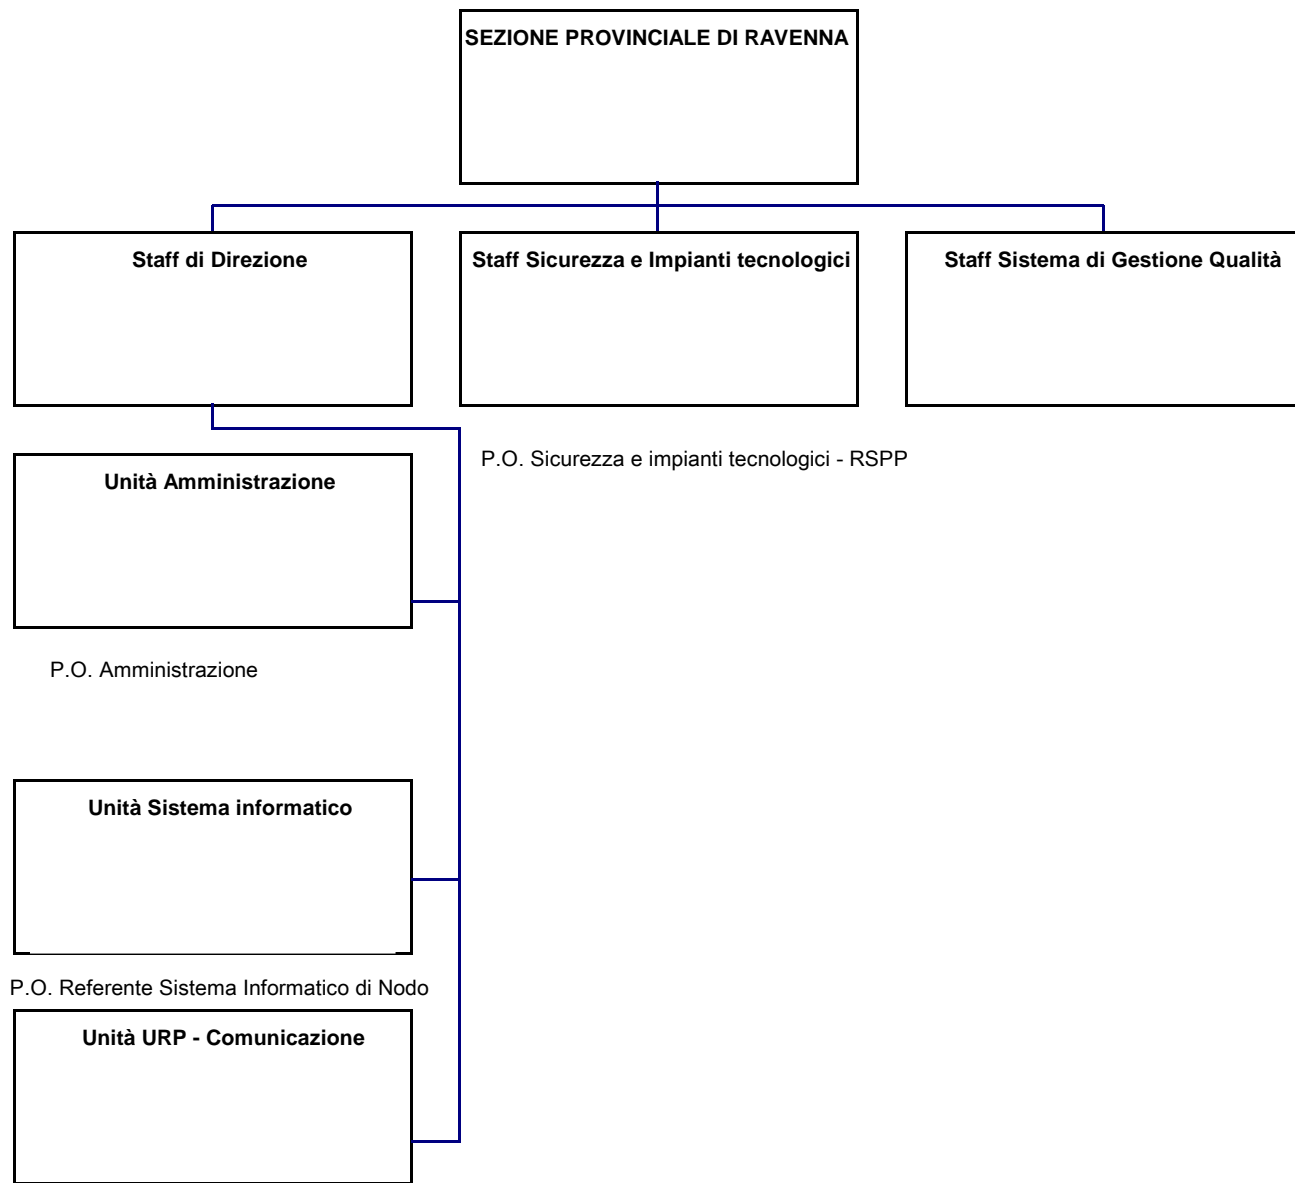 SEZIONE PROVINCIALE DI RAVENNA
Staff di Direzione
Staff Sicurezza e Impianti tecnologici
Staff Sistema di Gestione Qualità
P.O. Sicurezza e impianti tecnologici - RSPP
Unità Amministrazione
P.O. Amministrazione
Unità Sistema informatico
P.O. Referente Sistema Informatico di Nodo
Unità URP - Comunicazione